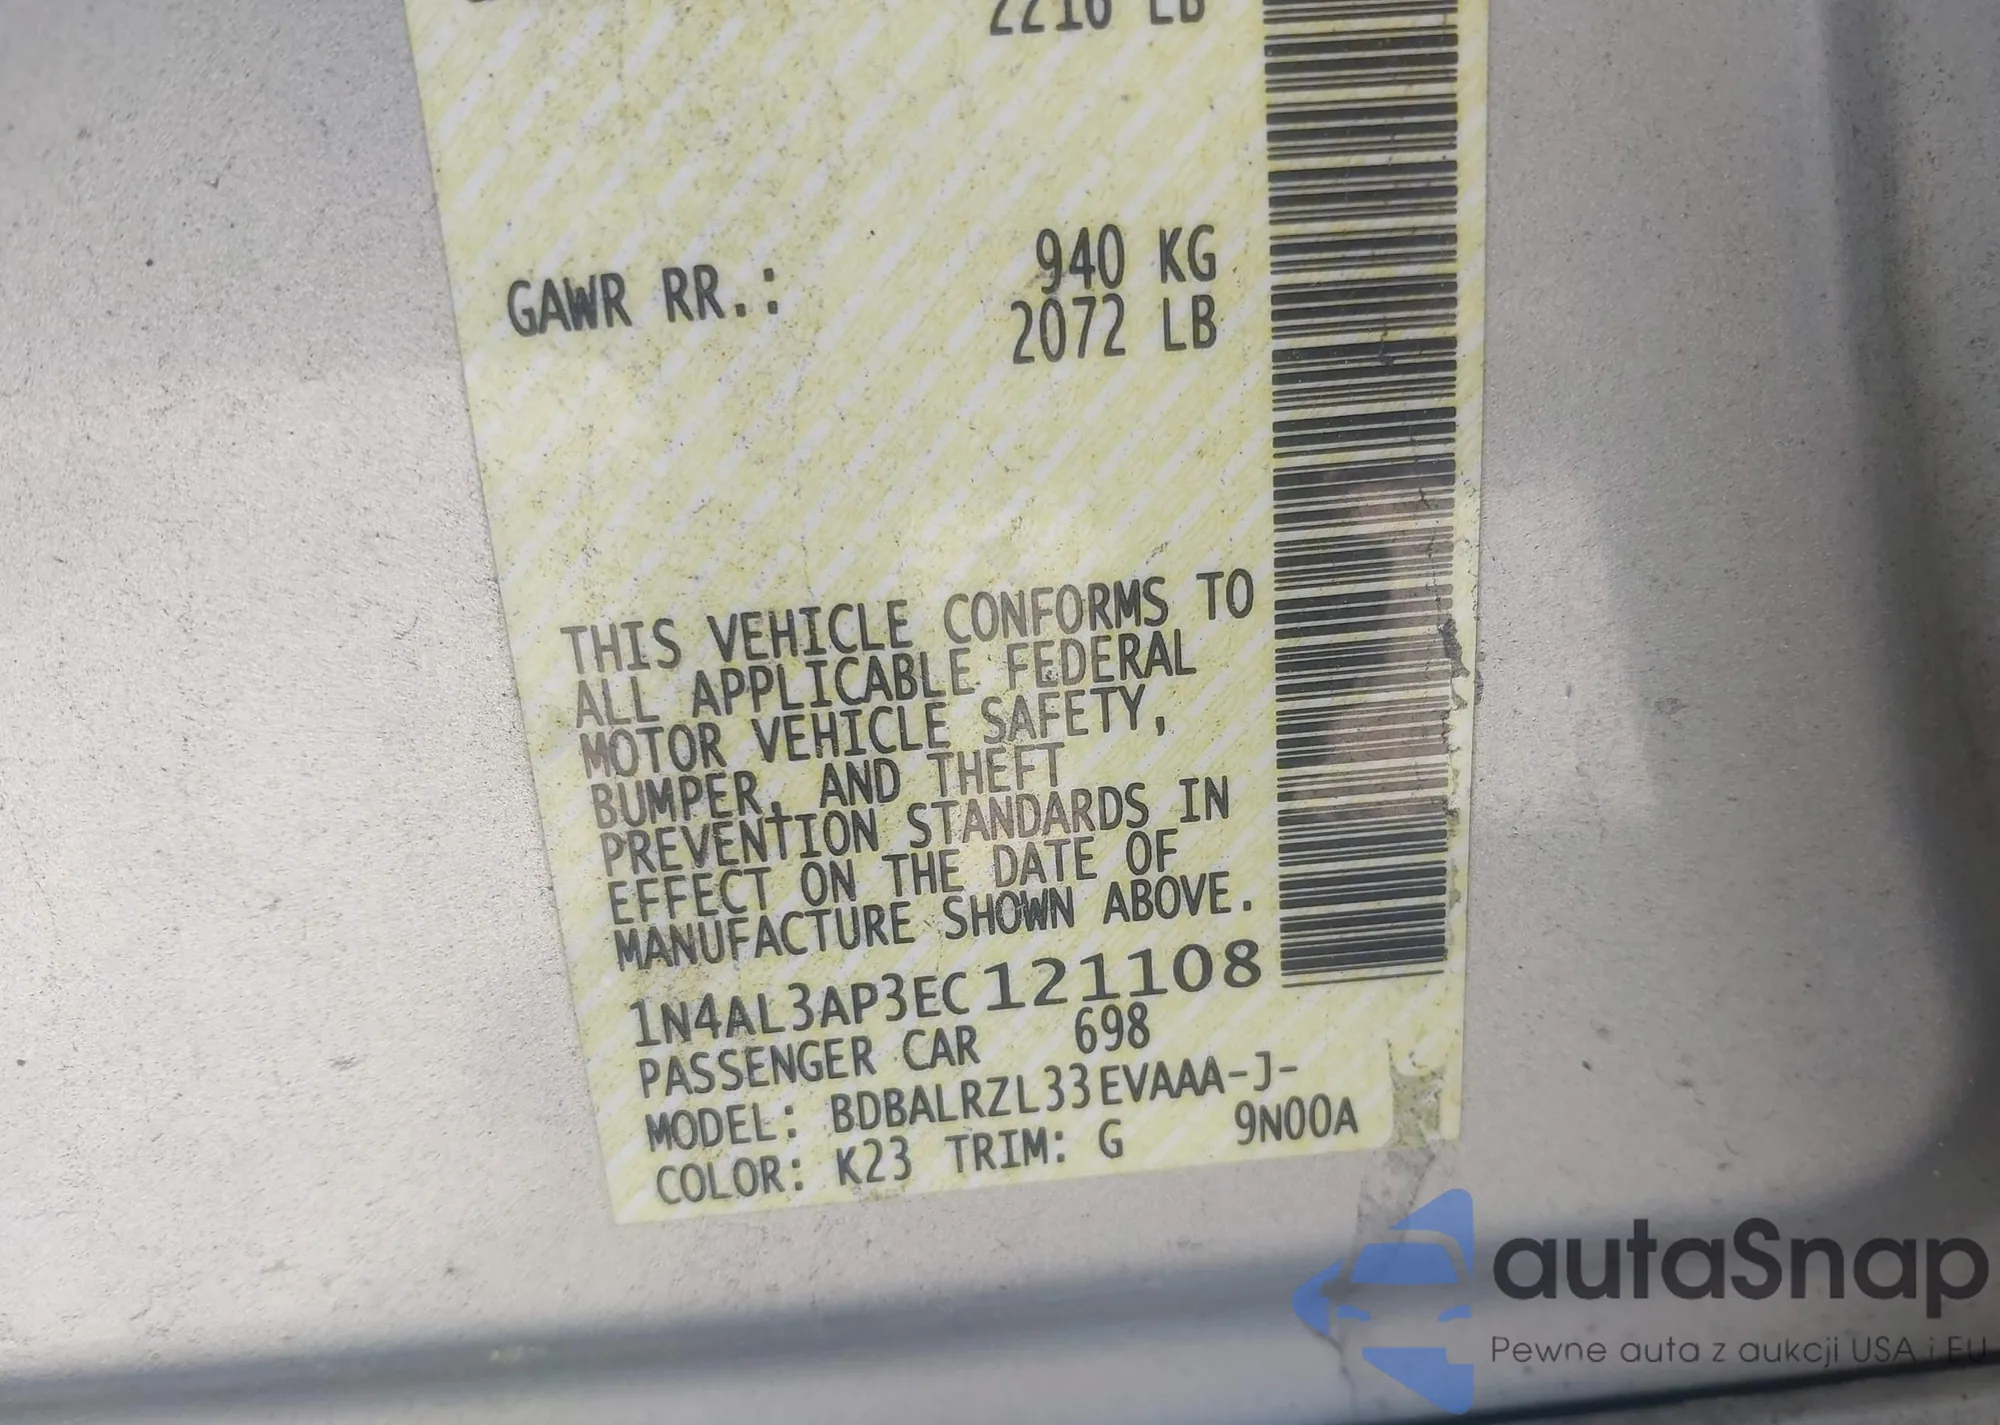 2216 LB
940 KG
GAWR RR.:
2072 LB
THIS VEHICLE CONFORMS TO
ALL APPLICABLE FEDERAL
MOTOR VEHICLE SAFETY,
BUMPER, AND THEFT
PREVENTION STANDARDS IN
EFFECT ON THE DATE OF
MANUFACTURE SHOWN ABOVE.
1N4AL3AP3EC121108
PASSENGER CAR 698
MODEL: BDBALRZL33EVAAA-J-
COLOR: K23 TRIM: G 9N00A
autaSnap
Pewne auta z aukcji USA i EU